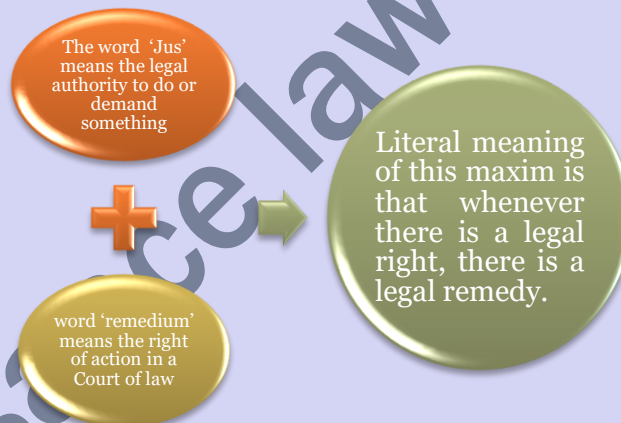 The word ‘Jus’
means the legal
authority to do or
demand
something
word ‘remedium’
means the right
of action in a
Court of law
Literal meaning
of this maxim is
that whenever
there is a legal
right, there is a
legal remedy.
law